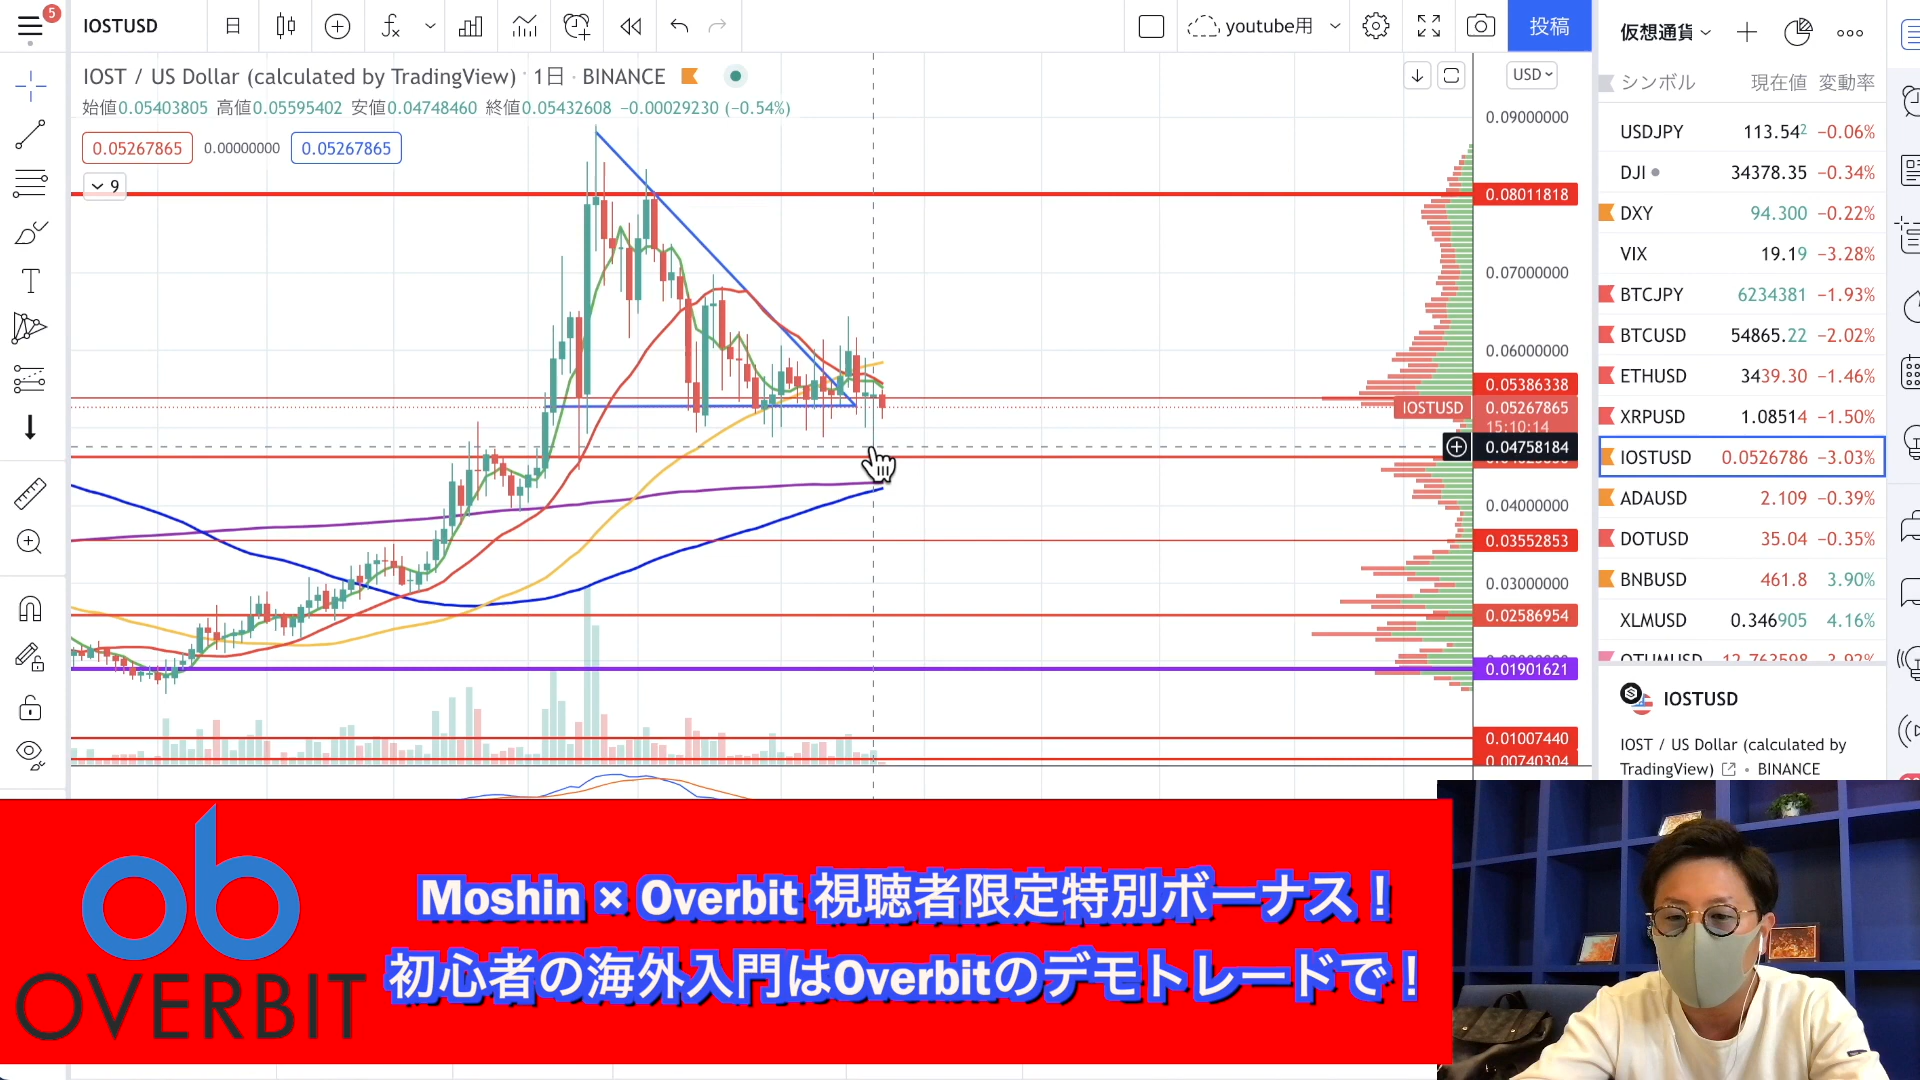 5
IOSTUSD
日
youtube用
投稿
仮想通貨
IOST / US Dollar (calculated by TradingView) · 1日 · BINANCE
始値0.05403805 高値0.05595402 安値0.04748460 終値0.05432608 −0.00029230 (−0.54%)
0.05267865
0.00000000
0.05267865
9
USD
0.09000000
0.08011818
0.07000000
0.06000000
0.05386338
IOSTUSD
0.05267865
15:10:14
0.04758184
0.04000000
0.03552853
0.03000000
0.02586954
0.01901621
0.01007440
0.00740304
シンボル 現在値 変動率
USDJPY 113.542 −0.06%
DJI 34378.35 −0.34%
DXY 94.300 −0.22%
VIX 19.19 −3.28%
BTCJPY 6234381 −1.93%
BTCUSD 54865.22 −2.02%
ETHUSD 3439.30 −1.46%
XRPUSD 1.08514 −1.50%
IOSTUSD 0.0526786 −3.03%
ADAUSD 2.109 −0.39%
DOTUSD 35.04 −0.35%
BNBUSD 461.8 3.90%
XLMUSD 0.346905 4.16%
IOSTUSD
IOST / US Dollar (calculated by
TradingView) • BINANCE
ob
OVERBIT
Moshin × Overbit 視聴者限定特別ボーナス！
初心者の海外入門はOverbitのデモトレードで！